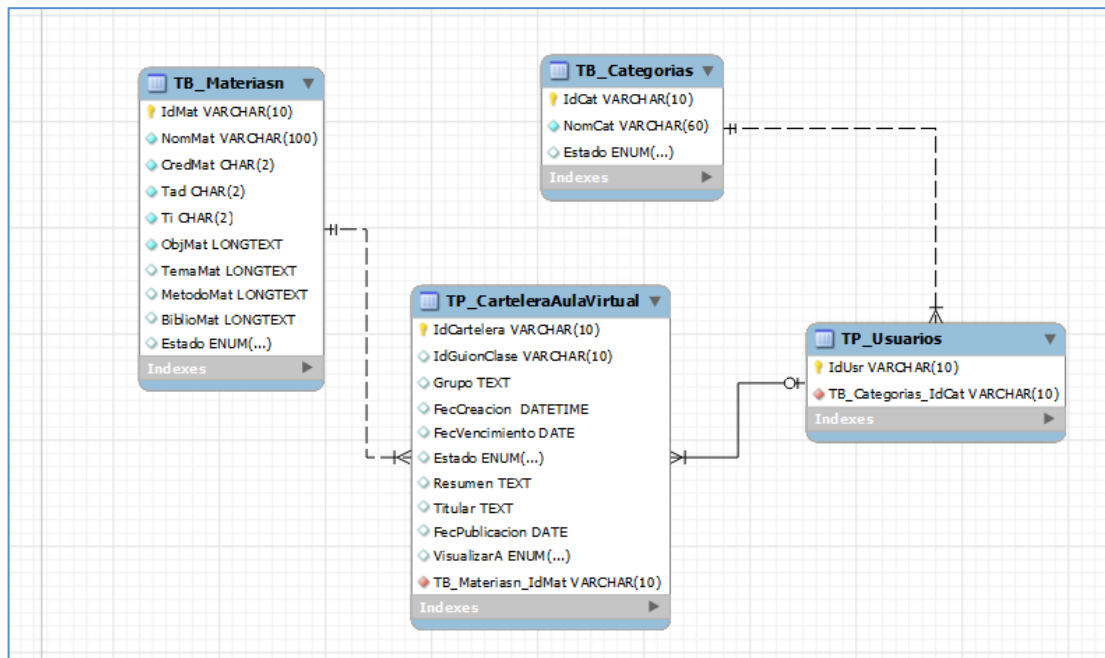 TB_Materiasn
IdMat VARCHAR(10)
NomMat VARCHAR(100)
CredMat CHAR(2)
Tad CHAR(2)
Ti CHAR(2)
ObjMat LONGTEXT
TemaMat LONGTEXT
MetodoMat LONGTEXT
BiblioMat LONGTEXT
Estado ENUM(...)
Indexes
TB_Categorias
IdCat VARCHAR(10)
NomCat VARCHAR(60)
Estado ENUM(...)
Indexes
TP_CarteleraAulaVirtual
IdCartelera VARCHAR(10)
IdGuionClase VARCHAR(10)
Grupo TEXT
FecCreacion DATETIME
FecVencimiento DATE
Estado ENUM(...)
Resumen TEXT
Titular TEXT
FecPublicacion DATE
VisualizarA ENUM(...)
TB_Materiasn_IdMat VARCHAR(10)
Indexes
TP_Usuarios
IdUsr VARCHAR(10)
TB_Categorias_IdCat VARCHAR(10)
Indexes